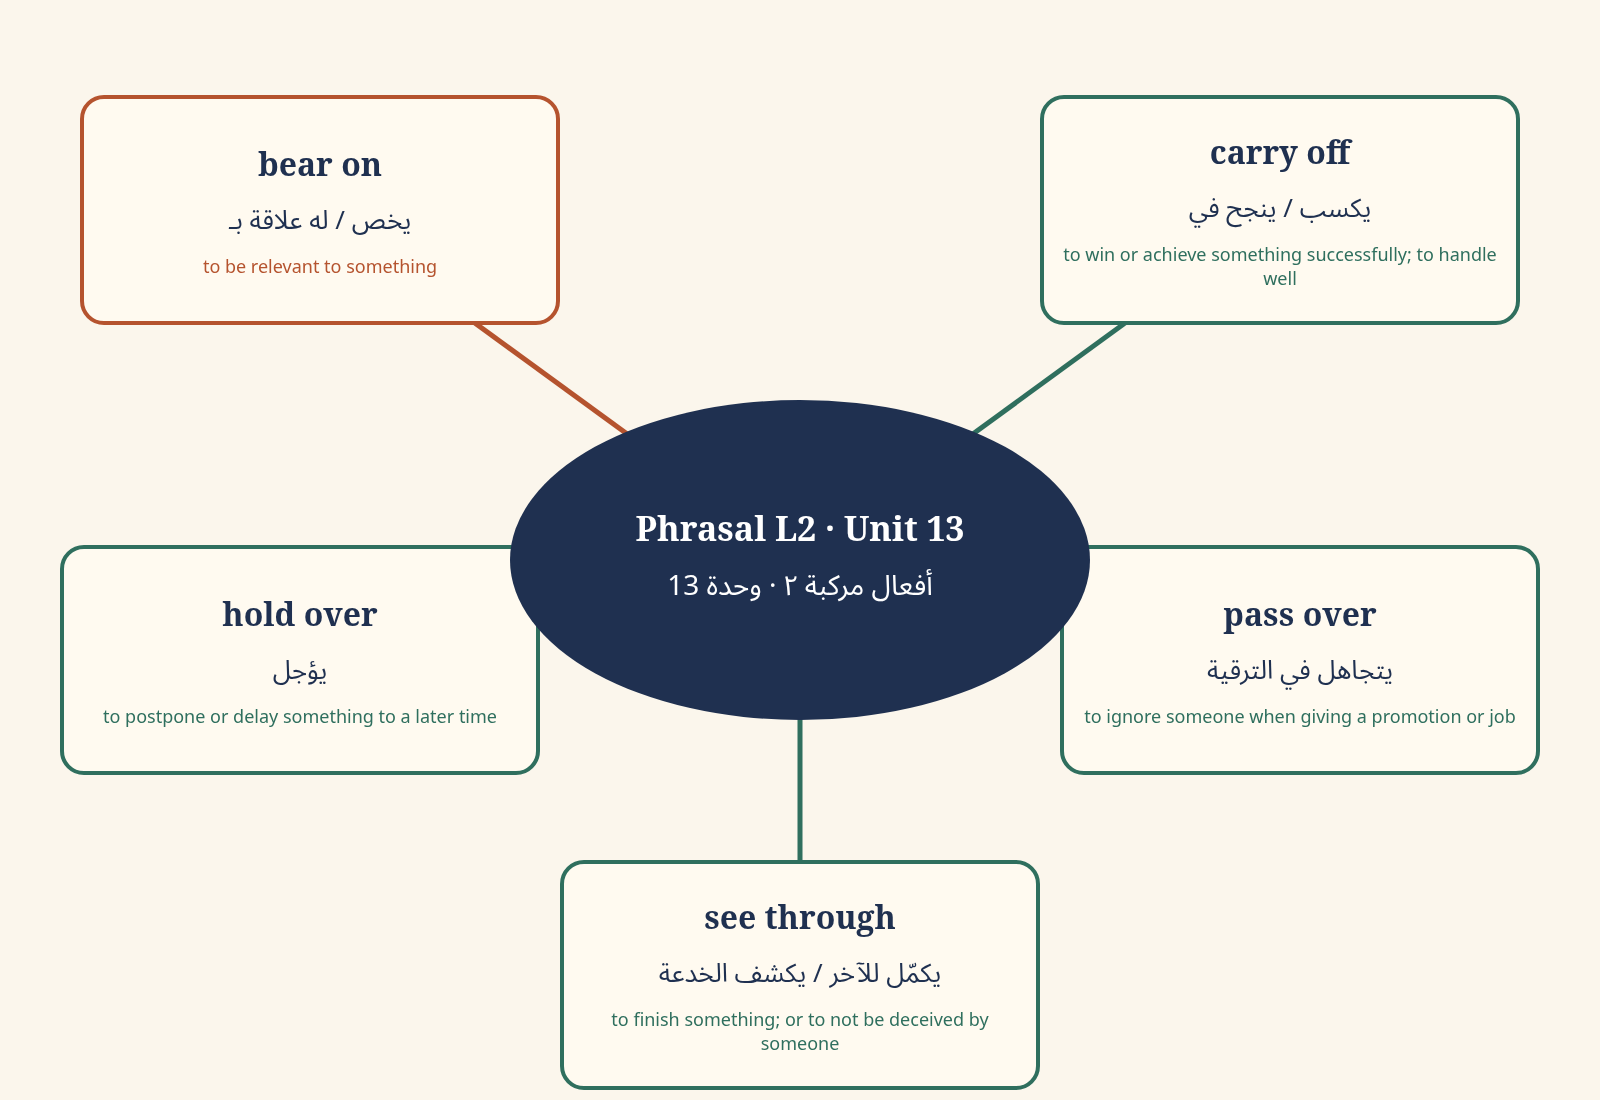 bear on
يخص / له علاقة بـ
to be relevant to something
carry off
يكسب / ينجح في
to win or achieve something successfully; to handle
well
Phrasal L2 · Unit 13
أفعال مركبة ٢ · وحدة 13
hold over
يؤجل
to postpone or delay something to a later time
pass over
يتجاهل في الترقية
to ignore someone when giving a promotion or job
see through
يكمّل للآخر / يكشف الخدعة
to finish something; or to not be deceived by
someone